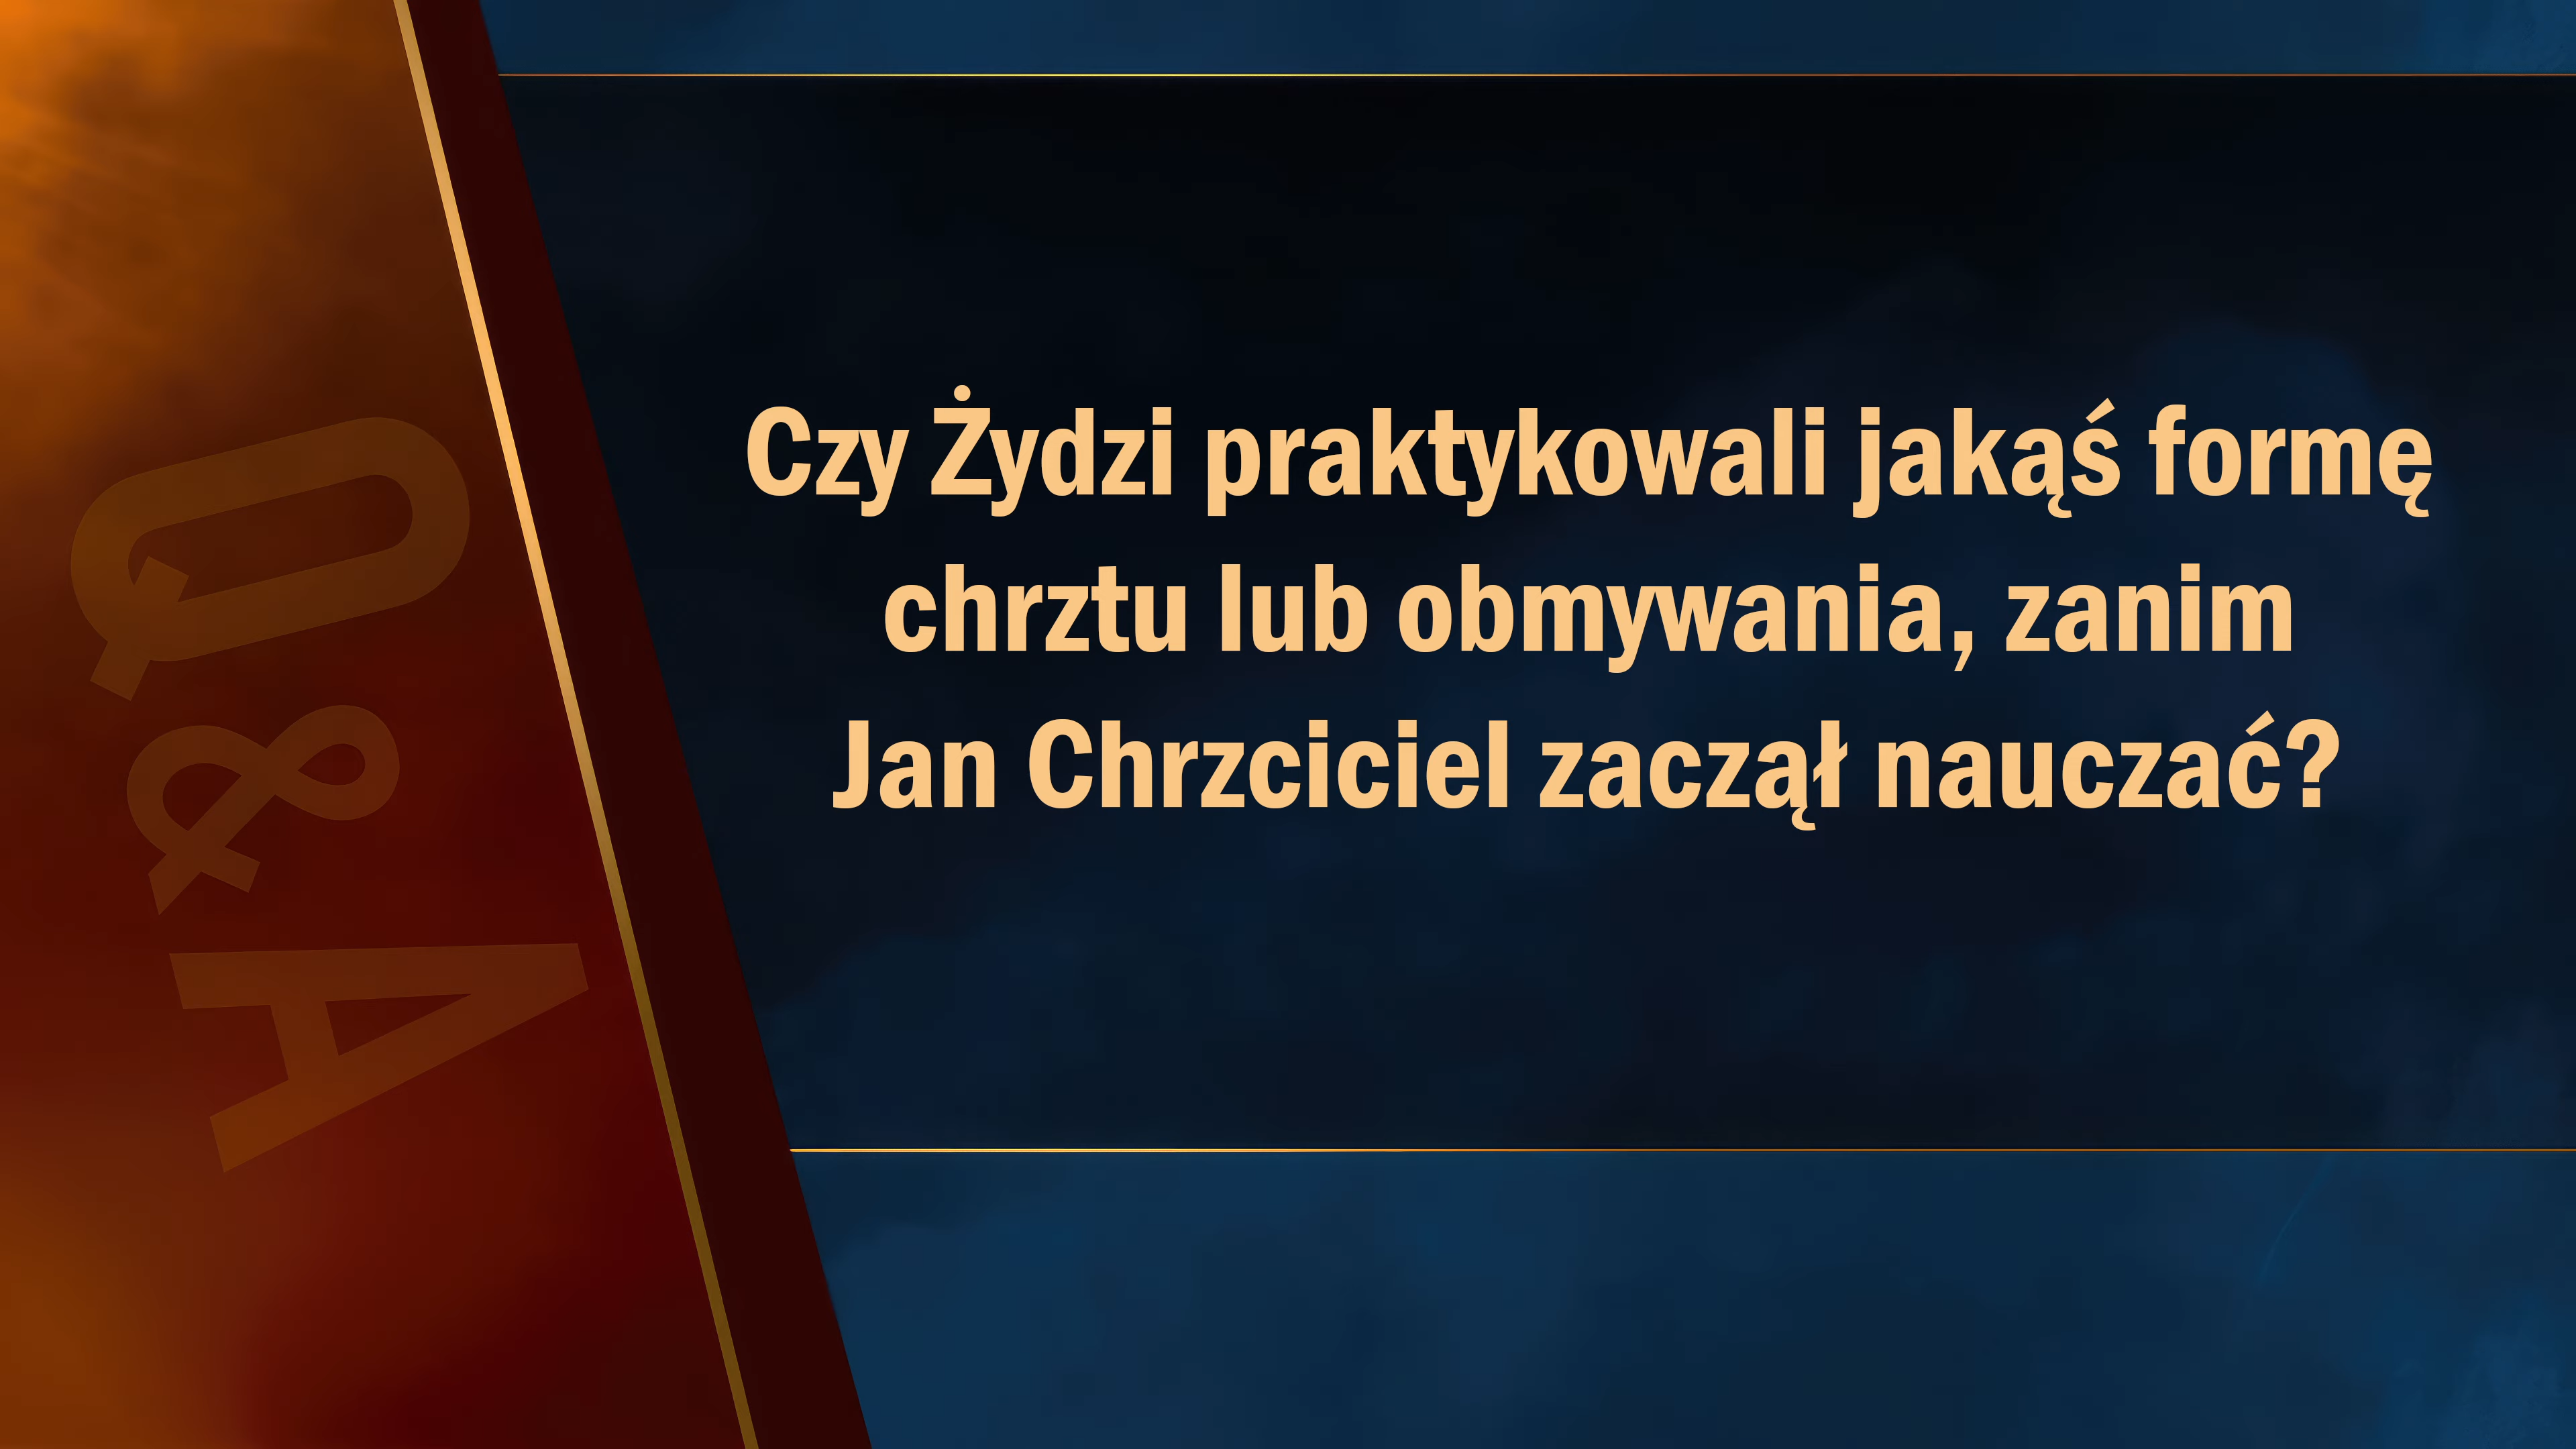 Q&A
Czy Żydzi praktykowali jakąś formę
chrztu lub obmywania, zanim
Jan Chrzciciel zaczął nauczać?